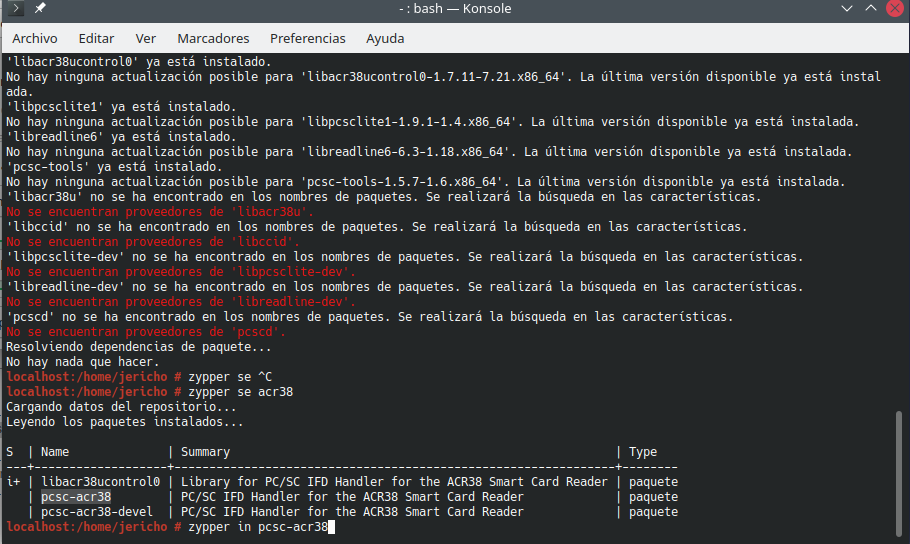 - : bash — Konsole
Archivo Editar Ver Marcadores Preferencias Ayuda
'libacr38ucontrol0' ya está instalado.
No hay ninguna actualización posible para 'libacr38ucontrol0-1.7.11-7.21.x86_64'. La última versión disponible ya está instal
ada.
'libpcsclite1' ya está instalado.
No hay ninguna actualización posible para 'libpcsclite1-1.9.1-1.4.x86_64'. La última versión disponible ya está instalada.
'libreadline6' ya está instalado.
No hay ninguna actualización posible para 'libreadline6-6.3-1.18.x86_64'. La última versión disponible ya está instalada.
'pcsc-tools' ya está instalado.
No hay ninguna actualización posible para 'pcsc-tools-1.5.7-1.6.x86_64'. La última versión disponible ya está instalada.
'libacr38u' no se ha encontrado en los nombres de paquetes. Se realizará la búsqueda en las características.
No se encuentran proveedores de 'libacr38u'.
'libccid' no se ha encontrado en los nombres de paquetes. Se realizará la búsqueda en las características.
No se encuentran proveedores de 'libccid'.
'libpcsclite-dev' no se ha encontrado en los nombres de paquetes. Se realizará la búsqueda en las características.
No se encuentran proveedores de 'libpcsclite-dev'.
'libreadline-dev' no se ha encontrado en los nombres de paquetes. Se realizará la búsqueda en las características.
No se encuentran proveedores de 'libreadline-dev'.
'pcscd' no se ha encontrado en los nombres de paquetes. Se realizará la búsqueda en las características.
No se encuentran proveedores de 'pcscd'.
Resolviendo dependencias de paquete...
No hay nada que hacer.
localhost:/home/jericho # zypper se ^C
localhost:/home/jericho # zypper se acr38
Cargando datos del repositorio...
Leyendo los paquetes instalados...
S | Name | Summary | Type
---+-------------------+--------------------------------------------------------------+--------
i+ | libacr38ucontrol0 | Library for PC/SC IFD Handler for the ACR38 Smart Card Reader | paquete
| pcsc-acr38 | PC/SC IFD Handler for the ACR38 Smart Card Reader | paquete
| pcsc-acr38-devel | PC/SC IFD Handler for the ACR38 Smart Card Reader | paquete
localhost:/home/jericho # zypper in pcsc-acr38